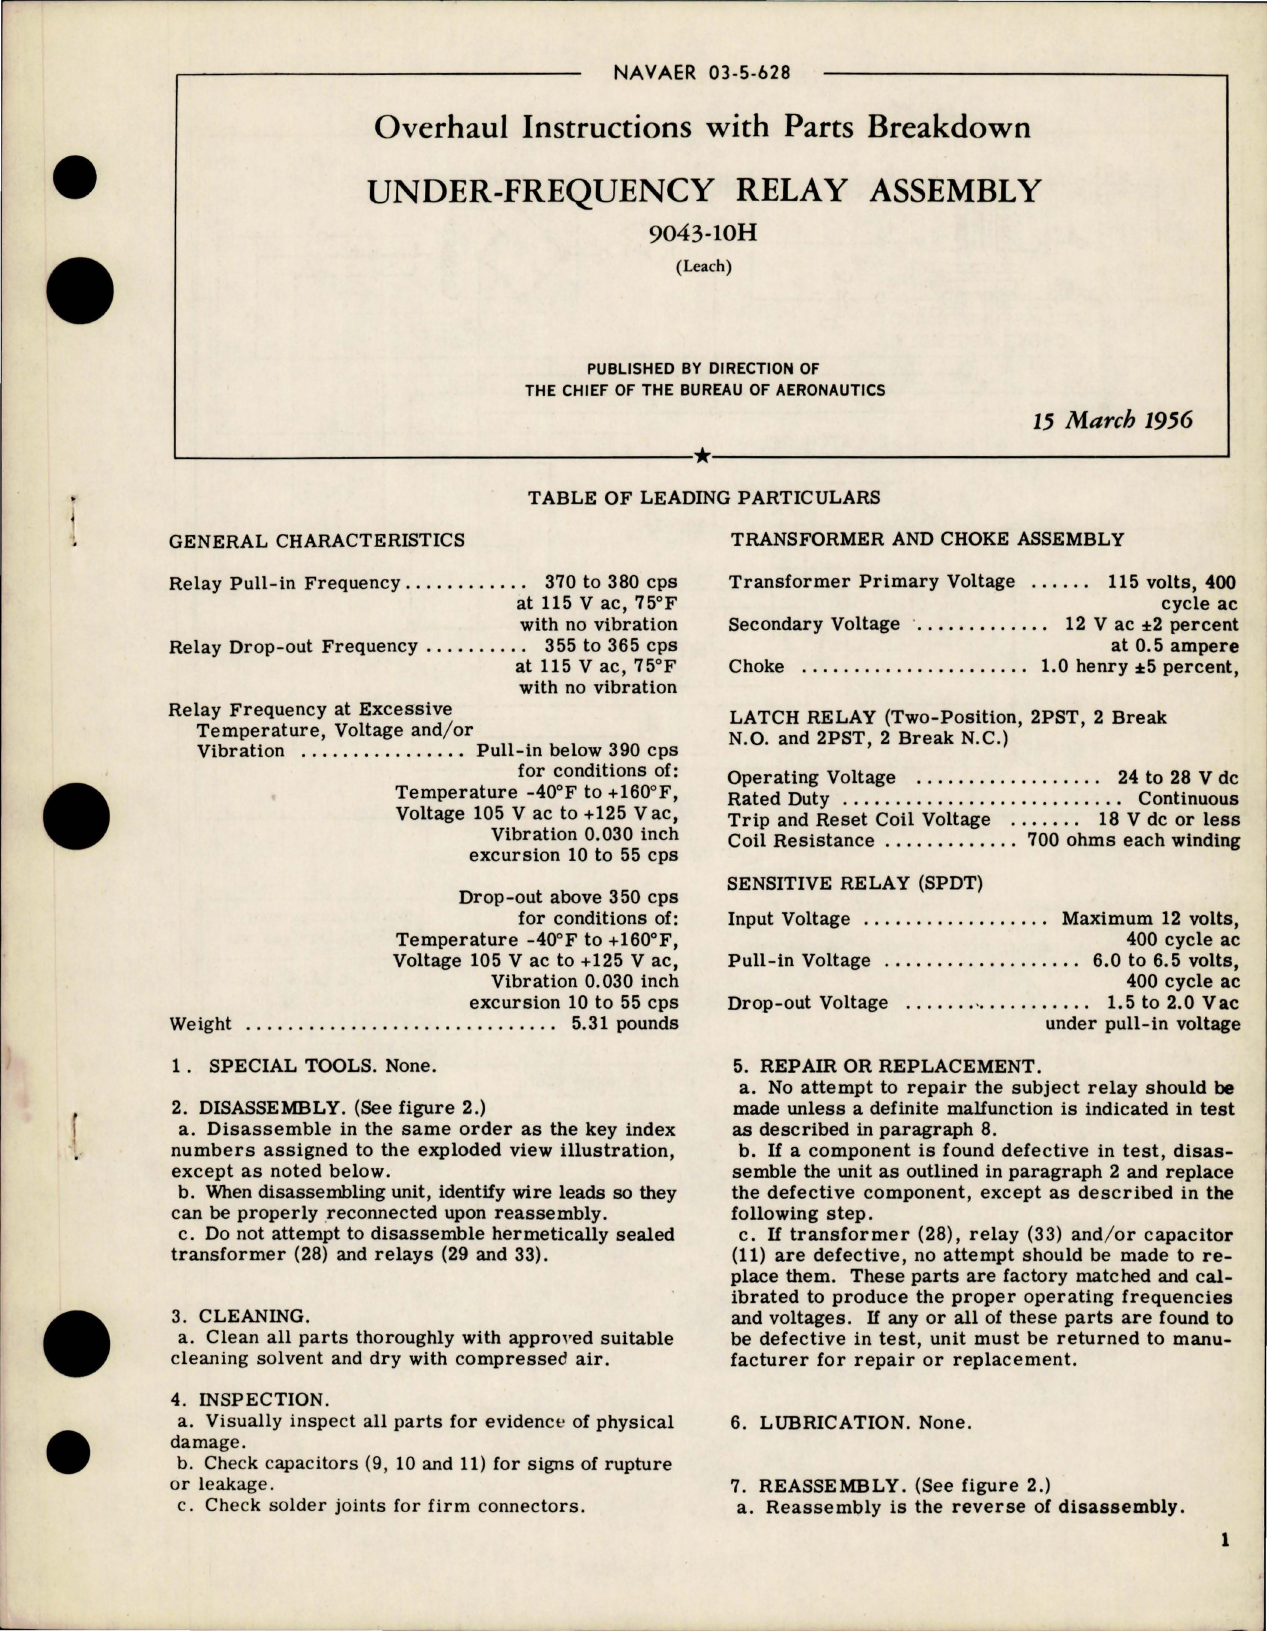 NAVAER 03-5-628
Overhaul Instructions with Parts Breakdown
UNDER-FREQUENCY RELAY ASSEMBLY
9043-10H
(Leach)
PUBLISHED BY DIRECTION OF
THE CHIEF OF THE BUREAU OF AERONAUTICS
15 March 1956
TABLE OF LEADING PARTICULARS
GENERAL CHARACTERISTICS
Relay Pull-in Frequency............ 370 to 380 cps
at 115 V ac, 75°F
with no vibration
Relay Drop-out Frequency .......... 355 to 365 cps
at 115 V ac, 75°F
with no vibration
Relay Frequency at Excessive
Temperature, Voltage and/or
Vibration ................ Pull-in below 390 cps
for conditions of:
Temperature -40°F to +160°F,
Voltage 105 V ac to +125 V ac,
Vibration 0.030 inch
excursion 10 to 55 cps
Drop-out above 350 cps
for conditions of:
Temperature -40°F to +160°F,
Voltage 105 V ac to +125 V ac,
Vibration 0.030 inch
excursion 10 to 55 cps
Weight .............................. 5.31 pounds
1. SPECIAL TOOLS. None.
2. DISASSEMBLY. (See figure 2.)
a. Disassemble in the same order as the key index
numbers assigned to the exploded view illustration,
except as noted below.
b. When disassembling unit, identify wire leads so they
can be properly reconnected upon reassembly.
c. Do not attempt to disassemble hermetically sealed
transformer (28) and relays (29 and 33).
3. CLEANING.
a. Clean all parts thoroughly with approved suitable
cleaning solvent and dry with compressed air.
4. INSPECTION.
a. Visually inspect all parts for evidence of physical
damage.
b. Check capacitors (9, 10 and 11) for signs of rupture
or leakage.
c. Check solder joints for firm connectors.
TRANSFORMER AND CHOKE ASSEMBLY
Transformer Primary Voltage ...... 115 volts, 400
cycle ac
Secondary Voltage ............. 12 V ac ±2 percent
at 0.5 ampere
Choke ...................... 1.0 henry ±5 percent,
LATCH RELAY (Two-Position, 2PST, 2 Break
N.O. and 2PST, 2 Break N.C.)
Operating Voltage .................. 24 to 28 V dc
Rated Duty ........................... Continuous
Trip and Reset Coil Voltage ....... 18 V dc or less
Coil Resistance ............. 700 ohms each winding
SENSITIVE RELAY (SPDT)
Input Voltage .................. Maximum 12 volts,
400 cycle ac
Pull-in Voltage ................... 6.0 to 6.5 volts,
400 cycle ac
Drop-out Voltage .................. 1.5 to 2.0 V ac
under pull-in voltage
5. REPAIR OR REPLACEMENT.
a. No attempt to repair the subject relay should be
made unless a definite malfunction is indicated in test
as described in paragraph 8.
b. If a component is found defective in test, disas-
semble the unit as outlined in paragraph 2 and replace
the defective component, except as described in the
following step.
c. If transformer (28), relay (33) and/or capacitor
(11) are defective, no attempt should be made to re-
place them. These parts are factory matched and cal-
ibrated to produce the proper operating frequencies
and voltages. If any or all of these parts are found to
be defective in test, unit must be returned to manu-
facturer for repair or replacement.
6. LUBRICATION. None.
7. REASSEMBLY. (See figure 2.)
a. Reassembly is the reverse of disassembly.
1